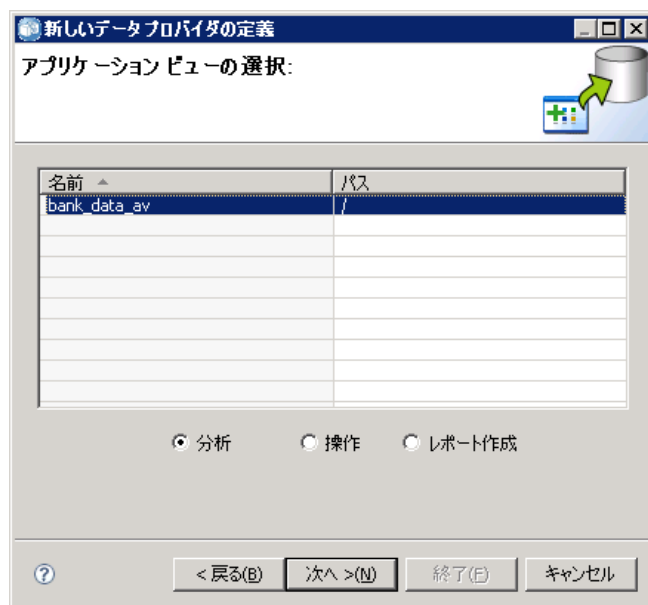 新しいデータ プロバイダの定義
アプリケーション ビューの選択:
名前 パス
bank_data_av /
分析 操作 レポート作成
? < 戻る(B) 次へ >(N) 終了(F) キャンセル